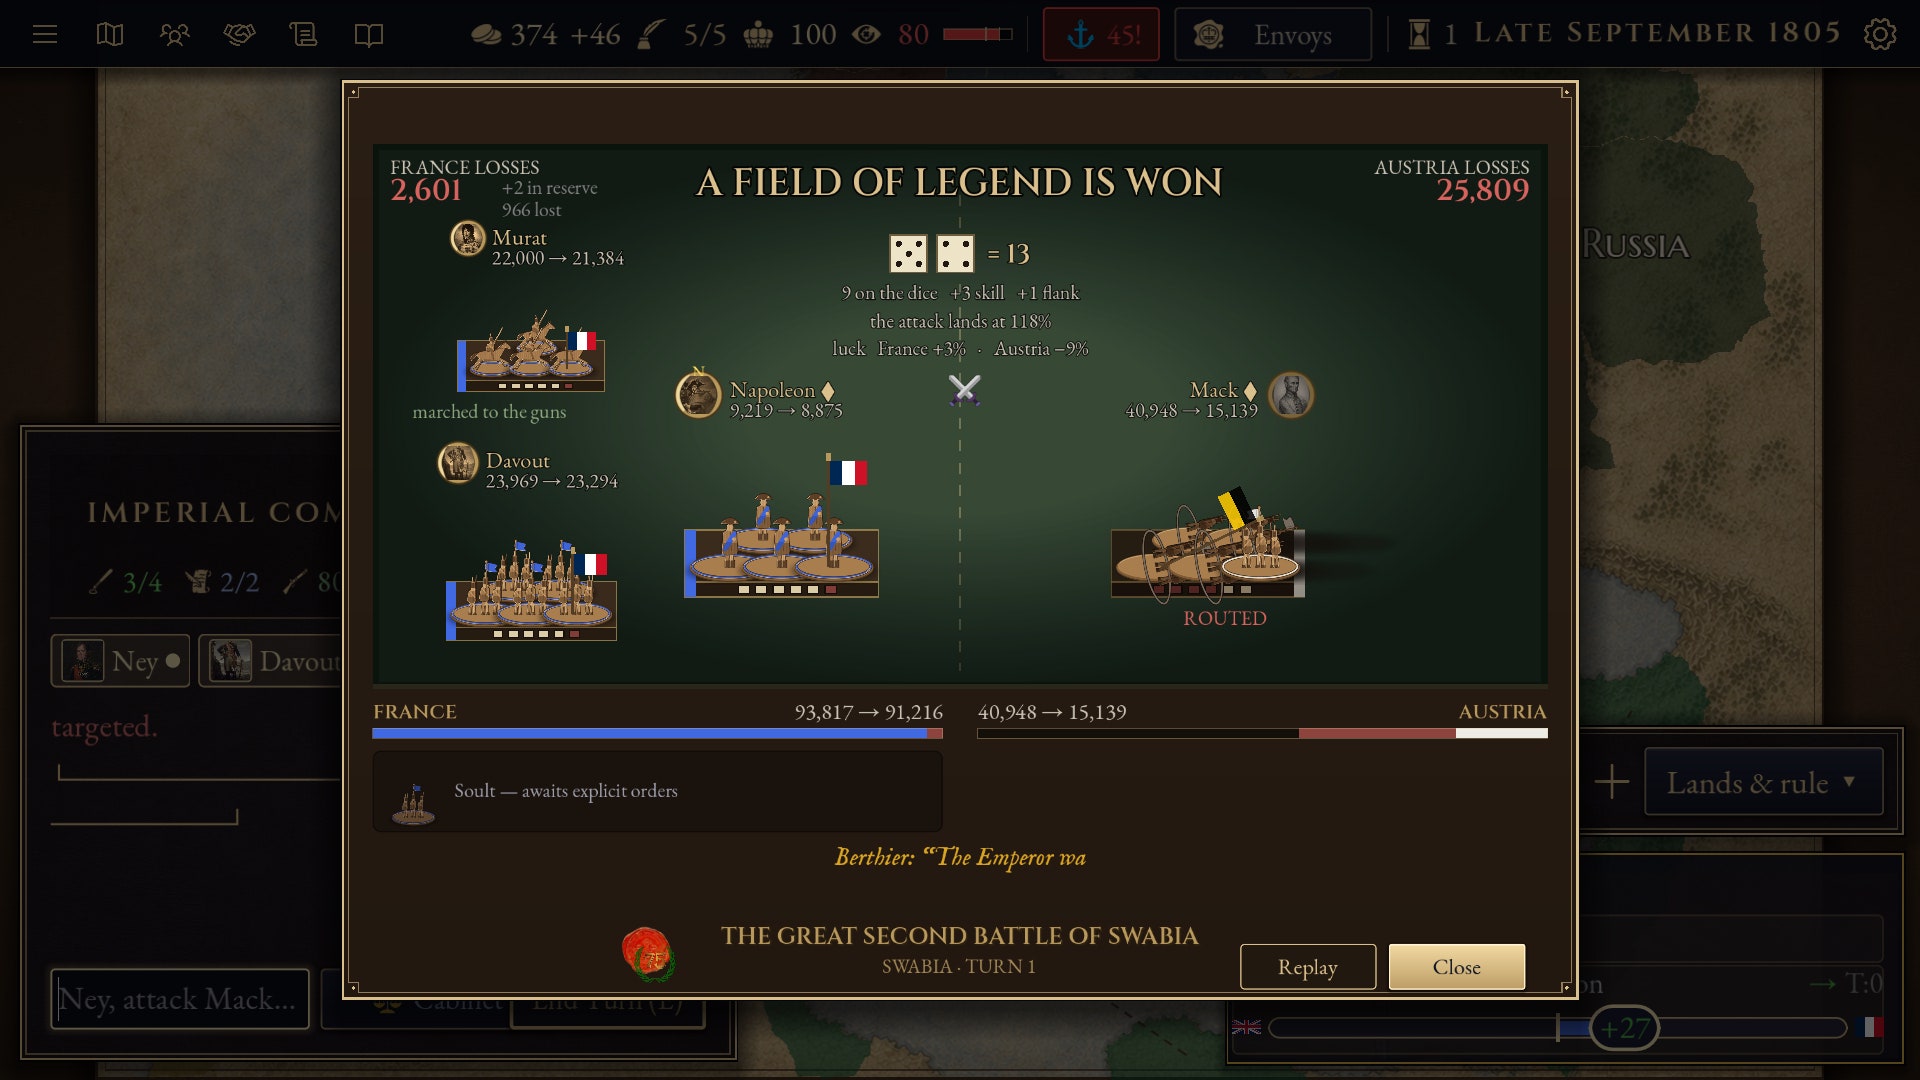 374 +46 5/5 100 80 45! Envoys 1 LATE SEPTEMBER 1805
FRANCE LOSSES
2,601
+2 in reserve
966 lost
A FIELD OF LEGEND IS WON
AUSTRIA LOSSES
25,809
Murat
22,000 → 21,384
= 13
9 on the dice +3 skill +1 flank
the attack lands at 118%
luck France +3% · Austria −9%
marched to the guns
N
Napoleon
9,219 → 8,875
Mack
40,948 → 15,139
Davout
23,969 → 23,294
ROUTED
RUSSIA
IMPERIAL COM
3/4 2/2 80
Ney Davout
targeted.
FRANCE 93,817 → 91,216
40,948 → 15,139 AUSTRIA
Soult — awaits explicit orders
Lands & rule
Berthier: “The Emperor wa
THE GREAT SECOND BATTLE OF SWABIA
SWABIA · TURN 1
Replay
Close
Ney, attack Mack...
Cabinet
End Turn (E)
on → T:0
+27